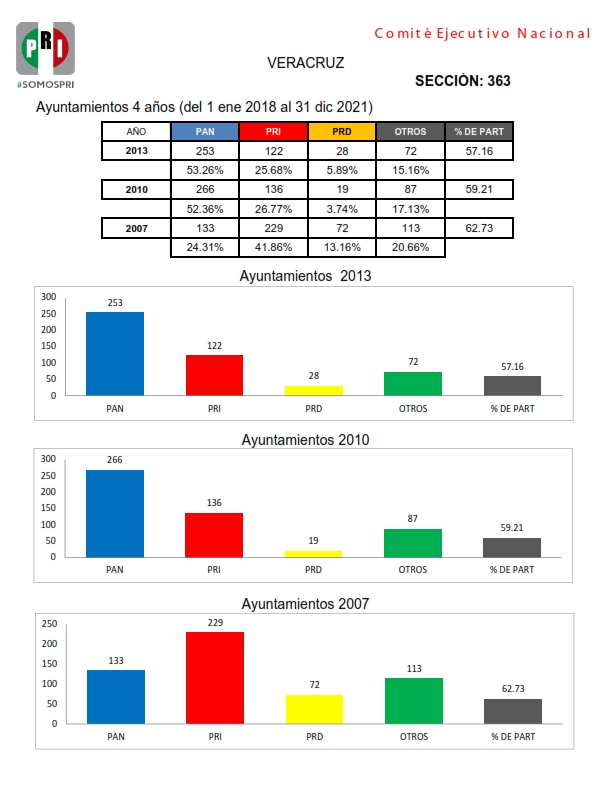 Comité Ejecutivo Nacional
PRI
#SOMOSPRI
VERACRUZ
SECCIÓN: 363
Ayuntamientos 4 años (del 1 ene 2018 al 31 dic 2021)
AÑO PAN PRI PRD OTROS % DE PART
2013 253 122 28 72 57.16
53.26% 25.68% 5.89% 15.16%
2010 266 136 19 87 59.21
52.36% 26.77% 3.74% 17.13%
2007 133 229 72 113 62.73
24.31% 41.86% 13.16% 20.66%
Ayuntamientos 2013
300
250
200
150
100
50
0
253
122
28
72
57.16
PAN PRI PRD OTROS % DE PART
Ayuntamientos 2010
300
250
200
150
100
50
0
266
136
19
87
59.21
PAN PRI PRD OTROS % DE PART
Ayuntamientos 2007
250
200
150
100
50
0
133
229
72
113
62.73
PAN PRI PRD OTROS % DE PART